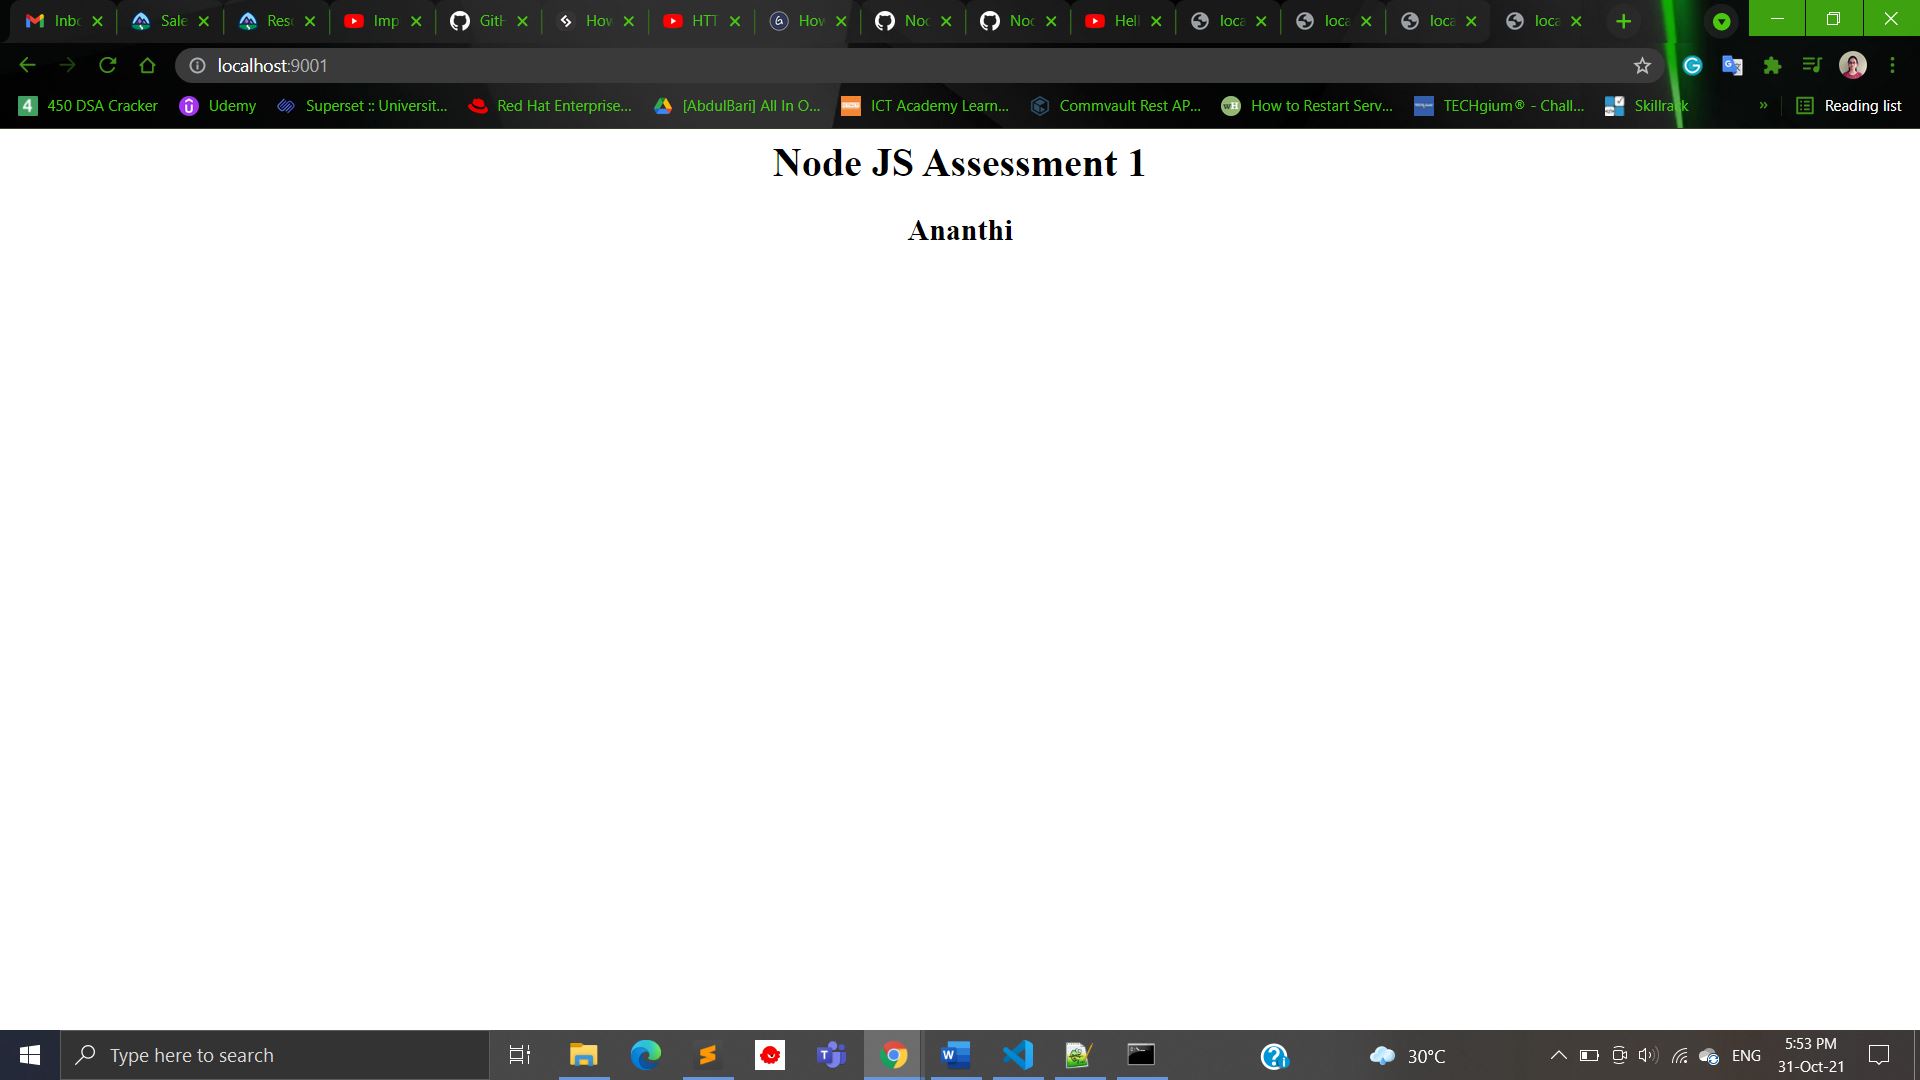 Inbo
Sale
Rese
Imp
GitH
How
HTT
How
Nod
Nod
Hell
loca
loca
loca
loca
localhost:9001
450 DSA Cracker
Udemy
Superset :: Universit...
Red Hat Enterprise...
[AbdulBari] All In O...
ICT Academy Learn...
Commvault Rest AP...
How to Restart Serv...
TECHgium® - Chall...
Skillrack
»
Reading list
Node JS Assessment 1
Ananthi
Type here to search
30°C
ENG
5:53 PM
31-Oct-21